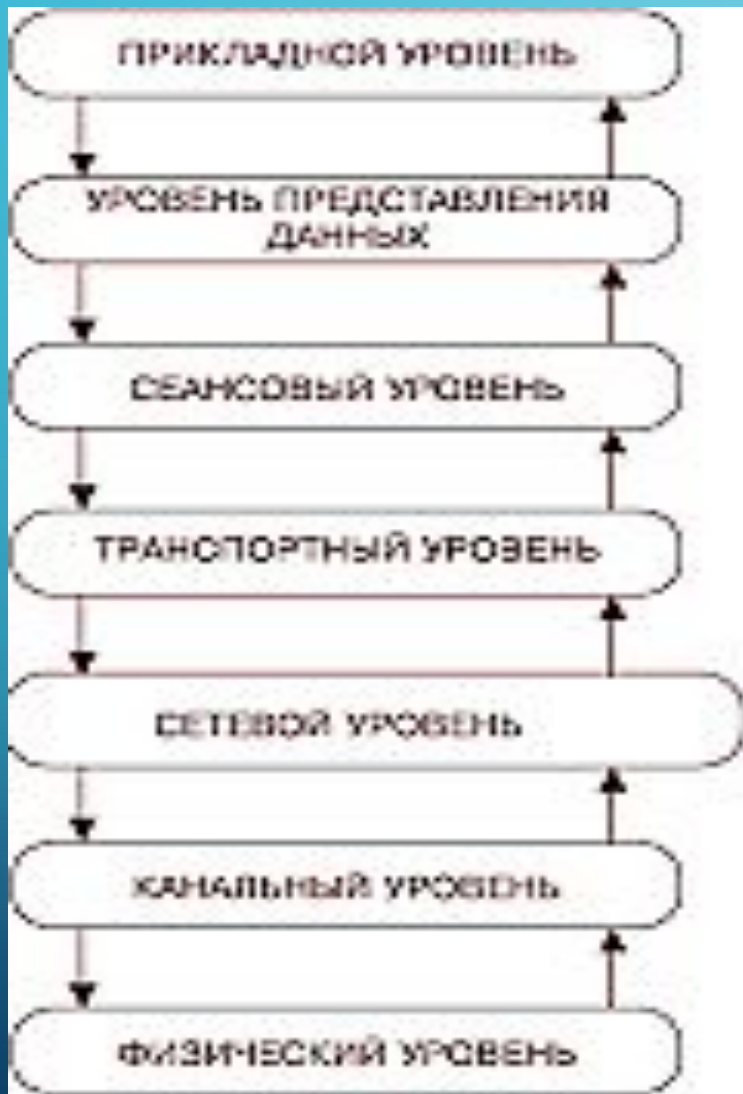 ПРИКЛАДНОЙ УРОВЕНЬ
УРОВЕНЬ ПРЕДСТАВЛЕНИЯ
ДАННЫХ
СЕАНСОВЫЙ УРОВЕНЬ
ТРАНСПОРТНЫЙ УРОВЕНЬ
СЕТЕВОЙ УРОВЕНЬ
КАНАЛЬНЫЙ УРОВЕНЬ
ФИЗИЧЕСКИЙ УРОВЕНЬ